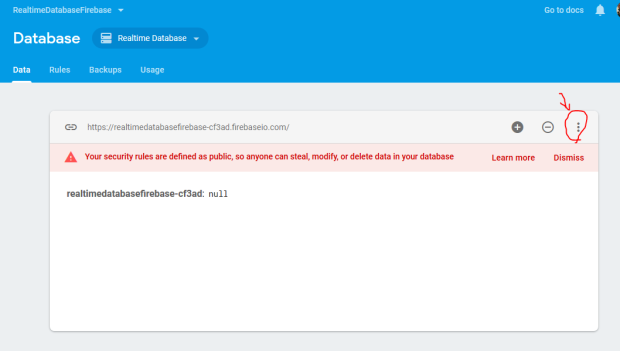 RealtimeDatabaseFirebase
Go to docs
Database
Realtime Database
Data Rules Backups Usage
https://realtimedatabasefirebase-cf3ad.firebaseio.com/
Your security rules are defined as public, so anyone can steal, modify, or delete data in your database
Learn more Dismiss
realtimedatabasefirebase-cf3ad: null